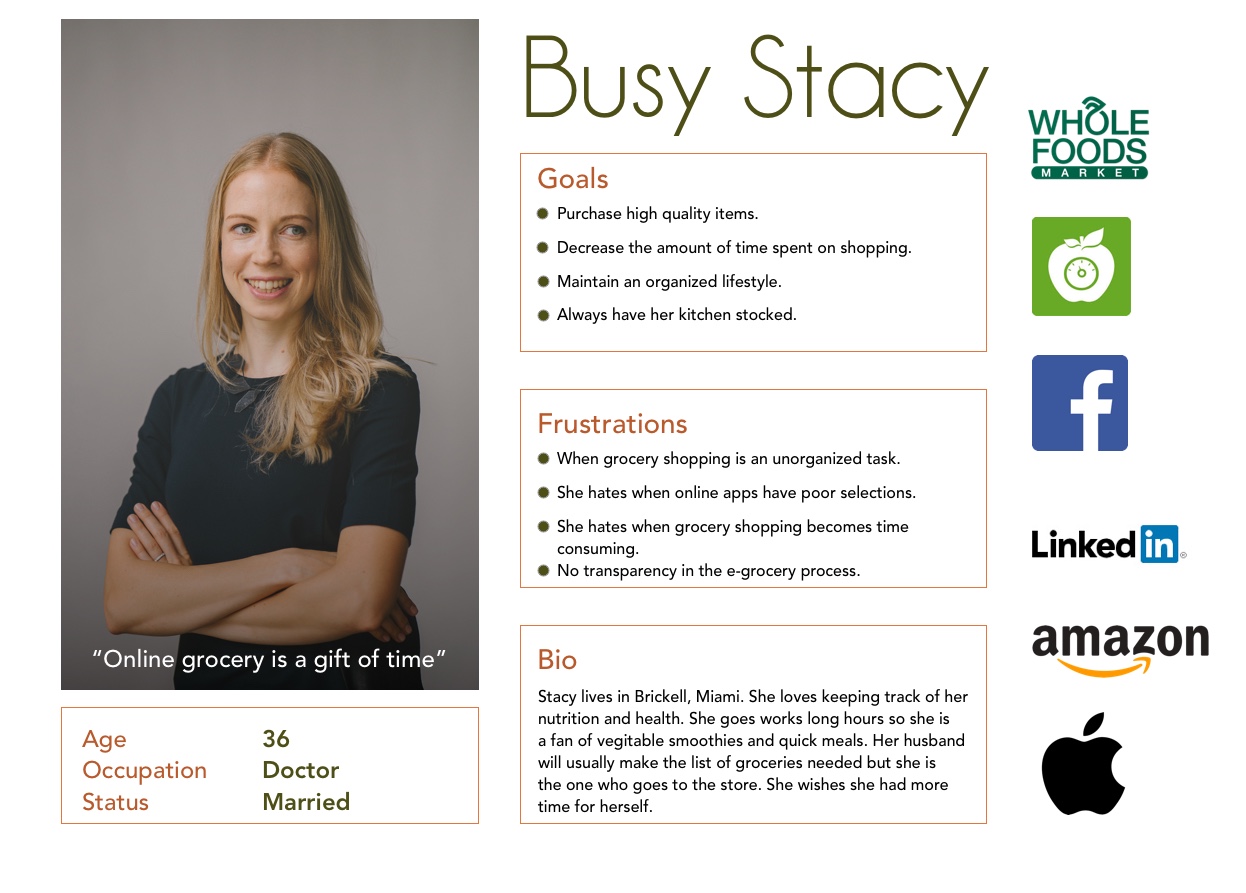 Busy Stacy
“Online grocery is a gift of time”
Age 36
Occupation Doctor
Status Married
Goals
Purchase high quality items.
Decrease the amount of time spent on shopping.
Maintain an organized lifestyle.
Always have her kitchen stocked.
Frustrations
When grocery shopping is an unorganized task.
She hates when online apps have poor selections.
She hates when grocery shopping becomes time
consuming.
No transparency in the e-grocery process.
Bio
Stacy lives in Brickell, Miami. She loves keeping track of her
nutrition and health. She goes works long hours so she is
a fan of vegitable smoothies and quick meals. Her husband
will usually make the list of groceries needed but she is
the one who goes to the store. She wishes she had more
time for herself.
WHOLE
FOODS
MARKET
f
Linked in ®
amazon